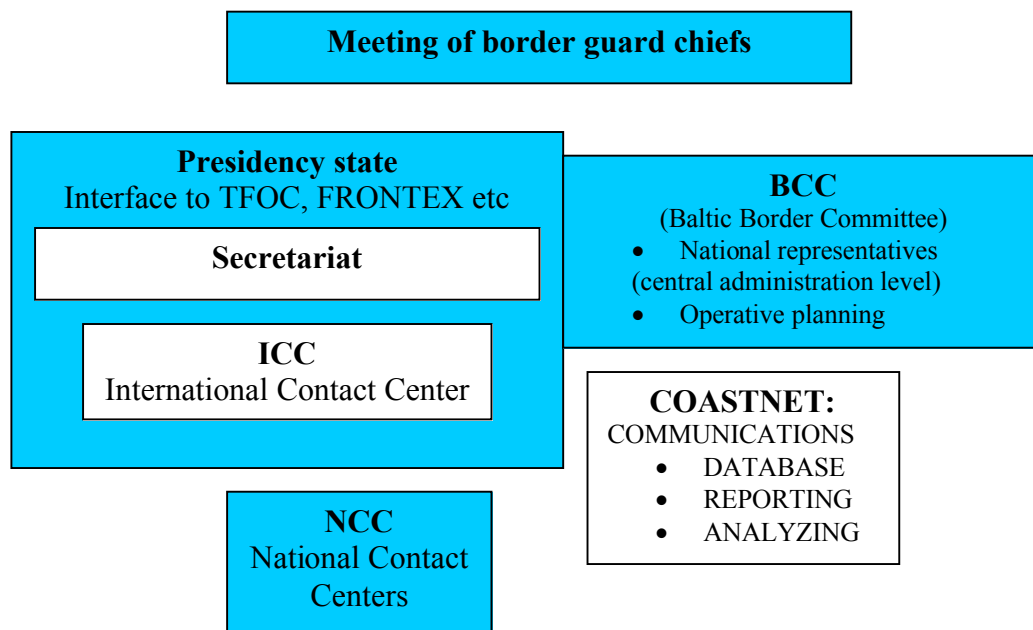 Meeting of border guard chiefs
Presidency state
Interface to TFOC, FRONTEX etc
Secretariat
ICC
International Contact Center
BCC
(Baltic Border Committee)
• National representatives
(central administration level)
• Operative planning
COASTNET:
COMMUNICATIONS
• DATABASE
• REPORTING
• ANALYZING
NCC
National Contact
Centers